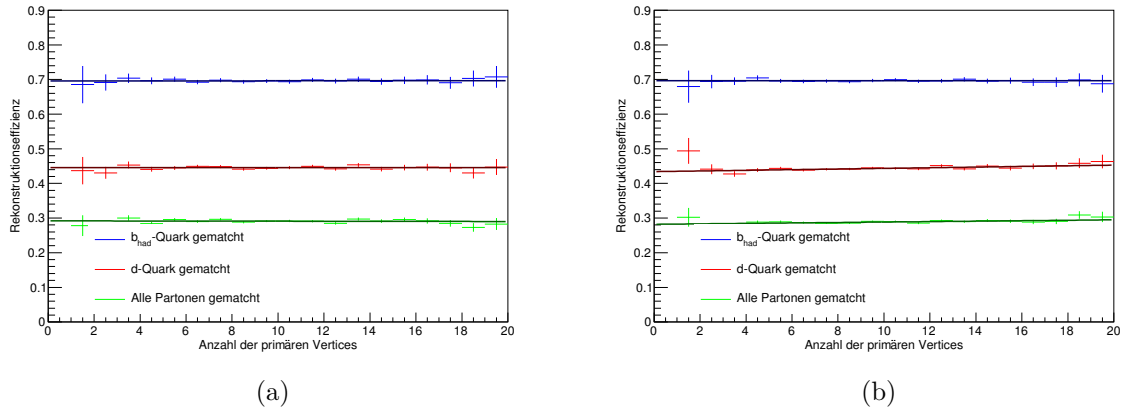 Rekonstruktionseffizienz
0.9
0.8
0.7
0.6
0.5
0.4
0.3
0.2
0.1
0
b_had-Quark gematcht
d-Quark gematcht
Alle Partonen gematcht
0 2 4 6 8 10 12 14 16 18 20
Anzahl der primären Vertices
(a)
Rekonstruktionseffizienz
0.9
0.8
0.7
0.6
0.5
0.4
0.3
0.2
0.1
0
b_had-Quark gematcht
d-Quark gematcht
Alle Partonen gematcht
0 2 4 6 8 10 12 14 16 18 20
Anzahl der primären Vertices
(b)